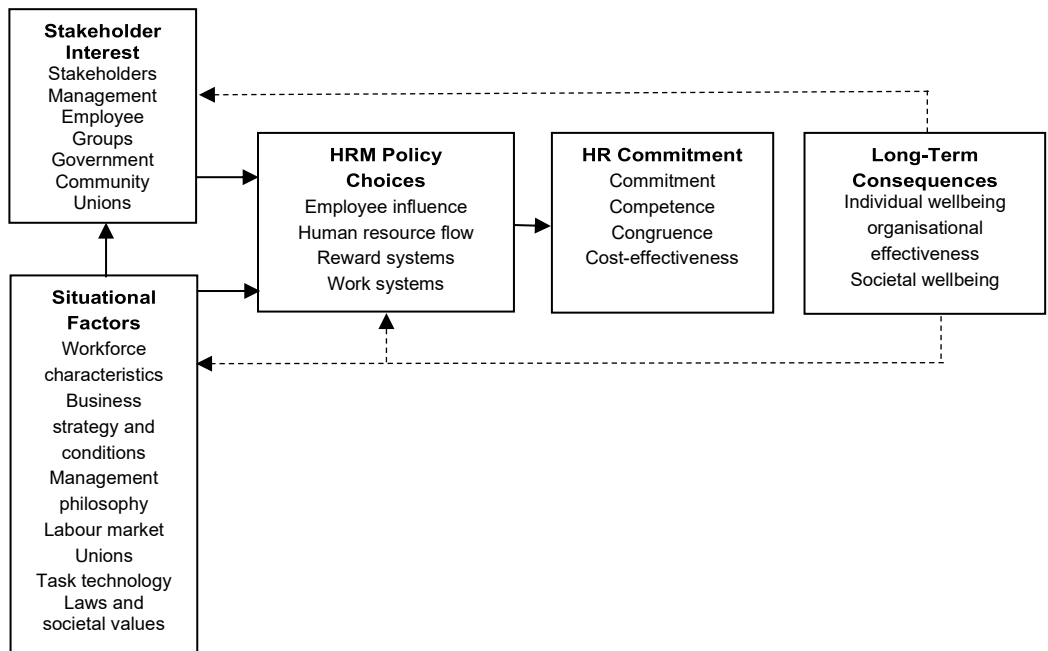 Stakeholder
Interest
Stakeholders
Management
Employee
Groups
Government
Community
Unions
Situational
Factors
Workforce
characteristics
Business
strategy and
conditions
Management
philosophy
Labour market
Unions
Task technology
Laws and
societal values
HRM Policy
Choices
Employee influence
Human resource flow
Reward systems
Work systems
HR Commitment
Commitment
Competence
Congruence
Cost-effectiveness
Long-Term
Consequences
Individual wellbeing
organisational
effectiveness
Societal wellbeing